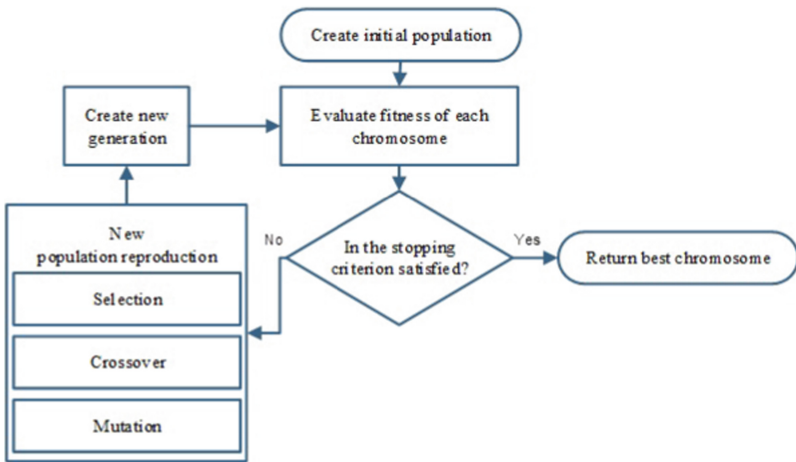 Create initial population
Create new
generation
Evaluate fitness of each
chromosome
New
population reproduction
No
In the stopping
criterion satisfied?
Yes
Return best chromosome
Selection
Crossover
Mutation